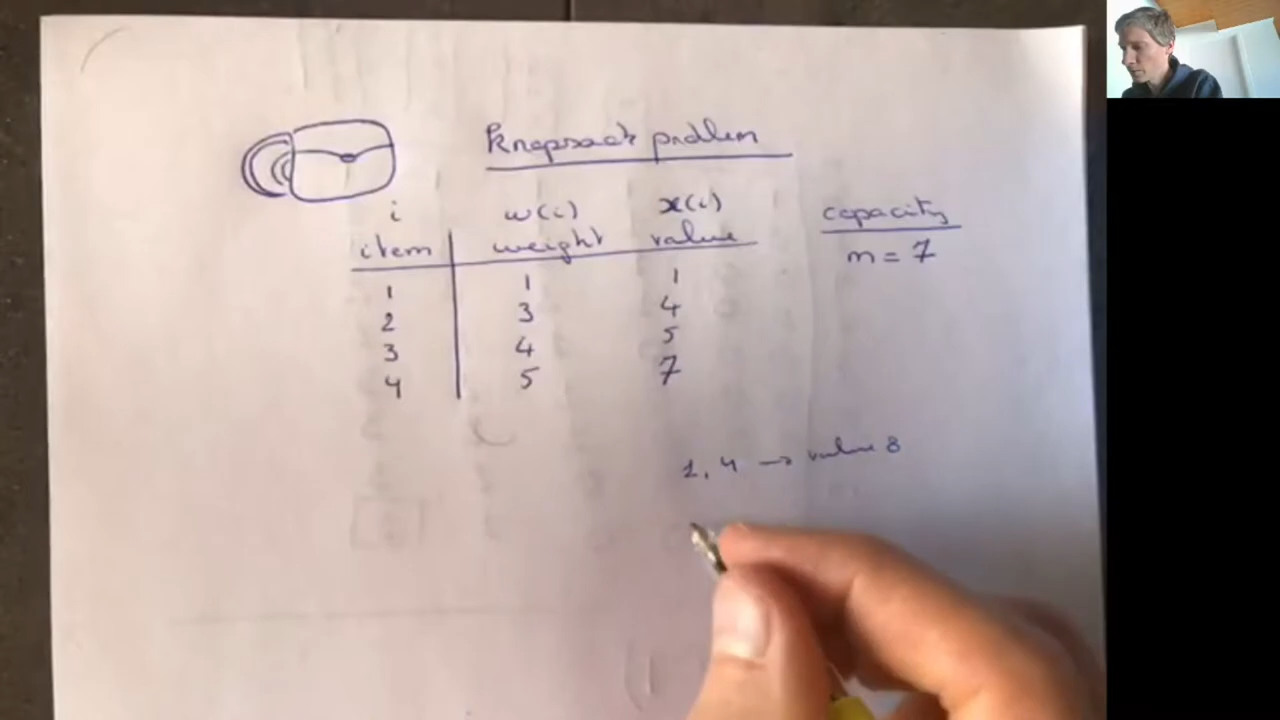 Knapsack problem
i w(i) x(i) capacity
item weight value m = 7
1 1 1
2 3 4
3 4 5
4 5 7
1, 4 → value 8